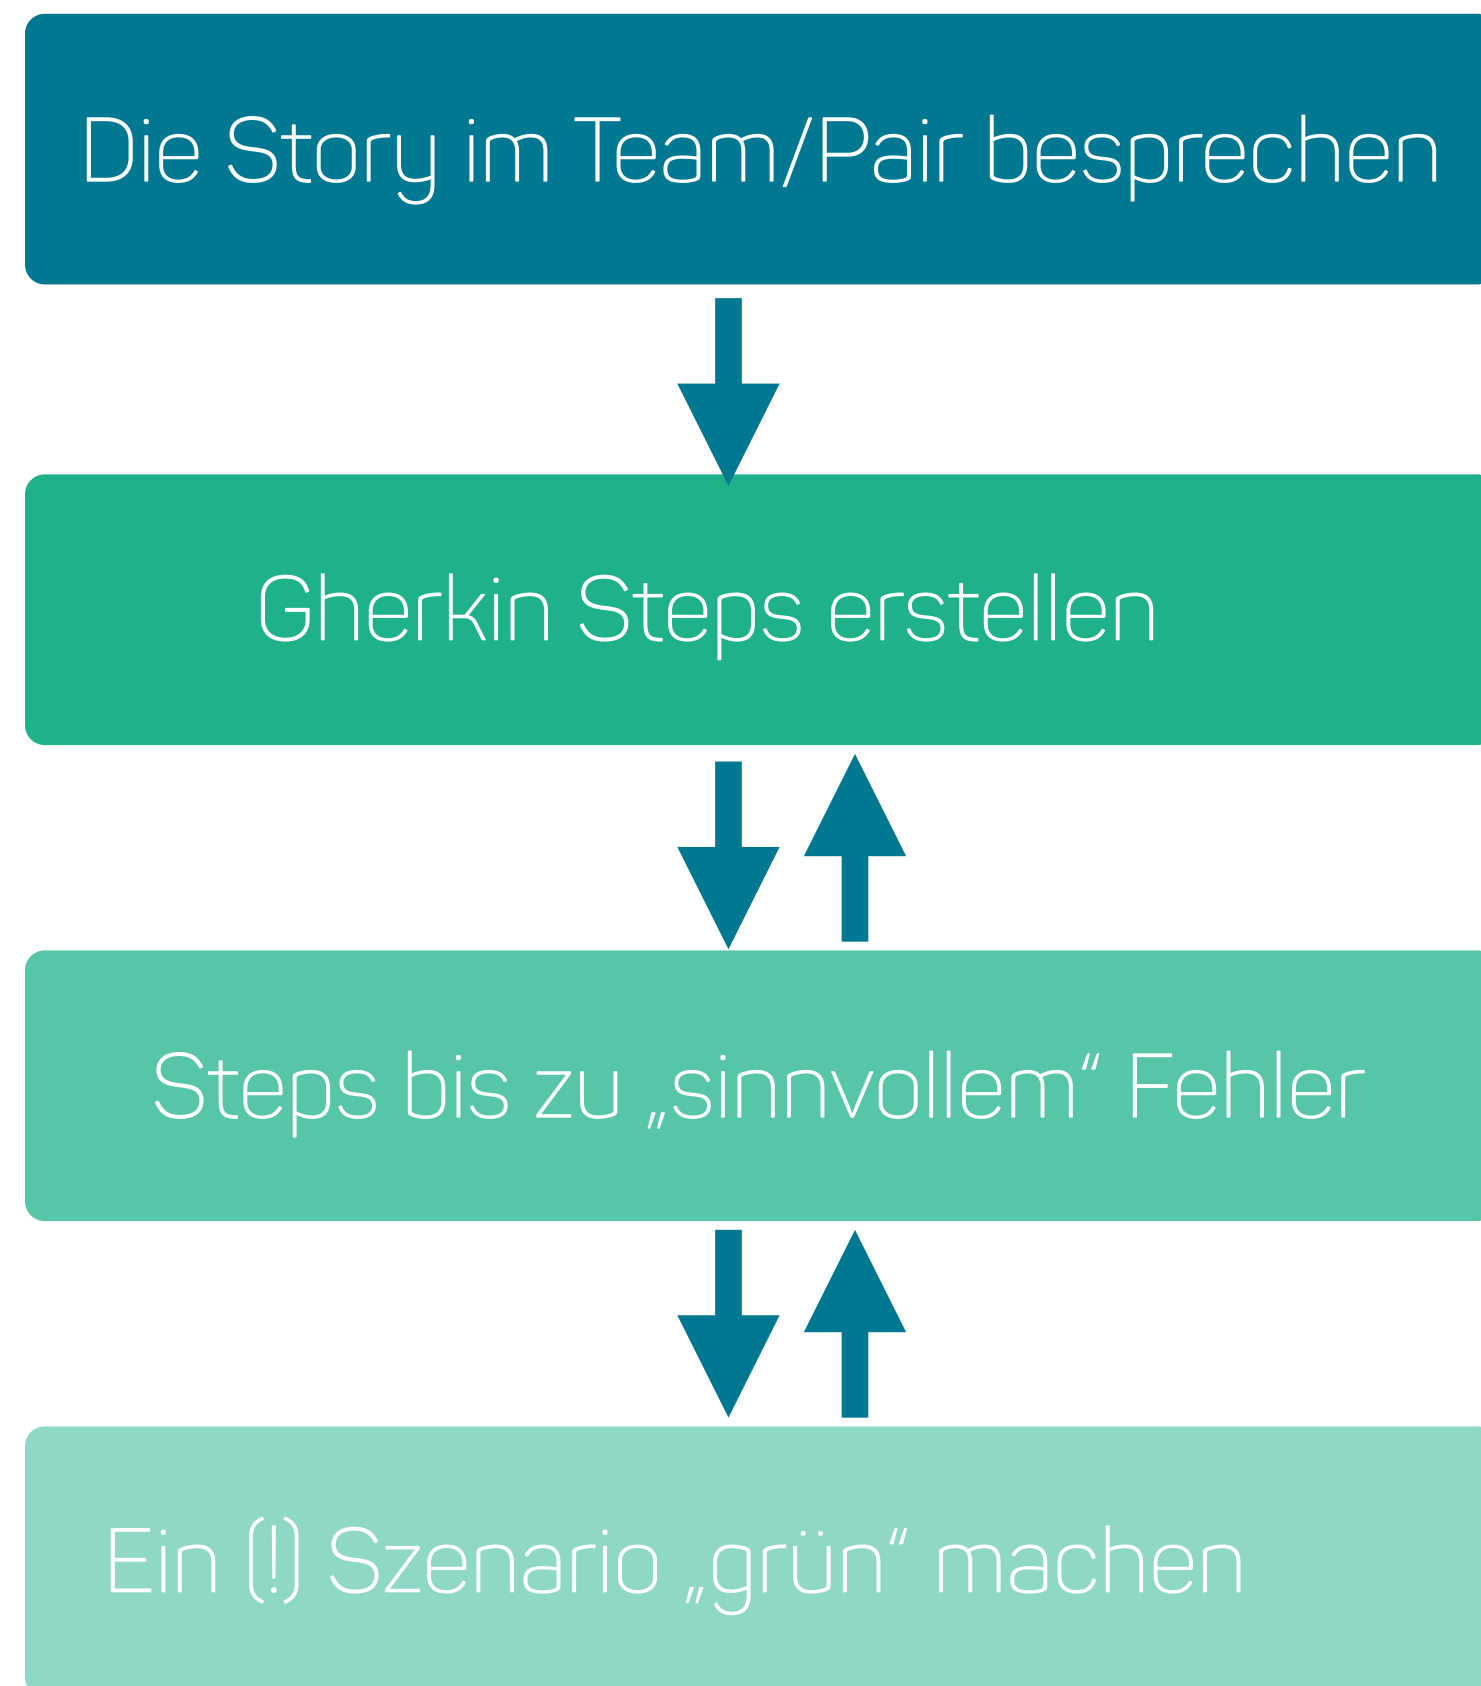 Die Story im Team/Pair besprechen
Gherkin Steps erstellen
Steps bis zu „sinnvollem“ Fehler
Ein (!) Szenario „grün“ machen